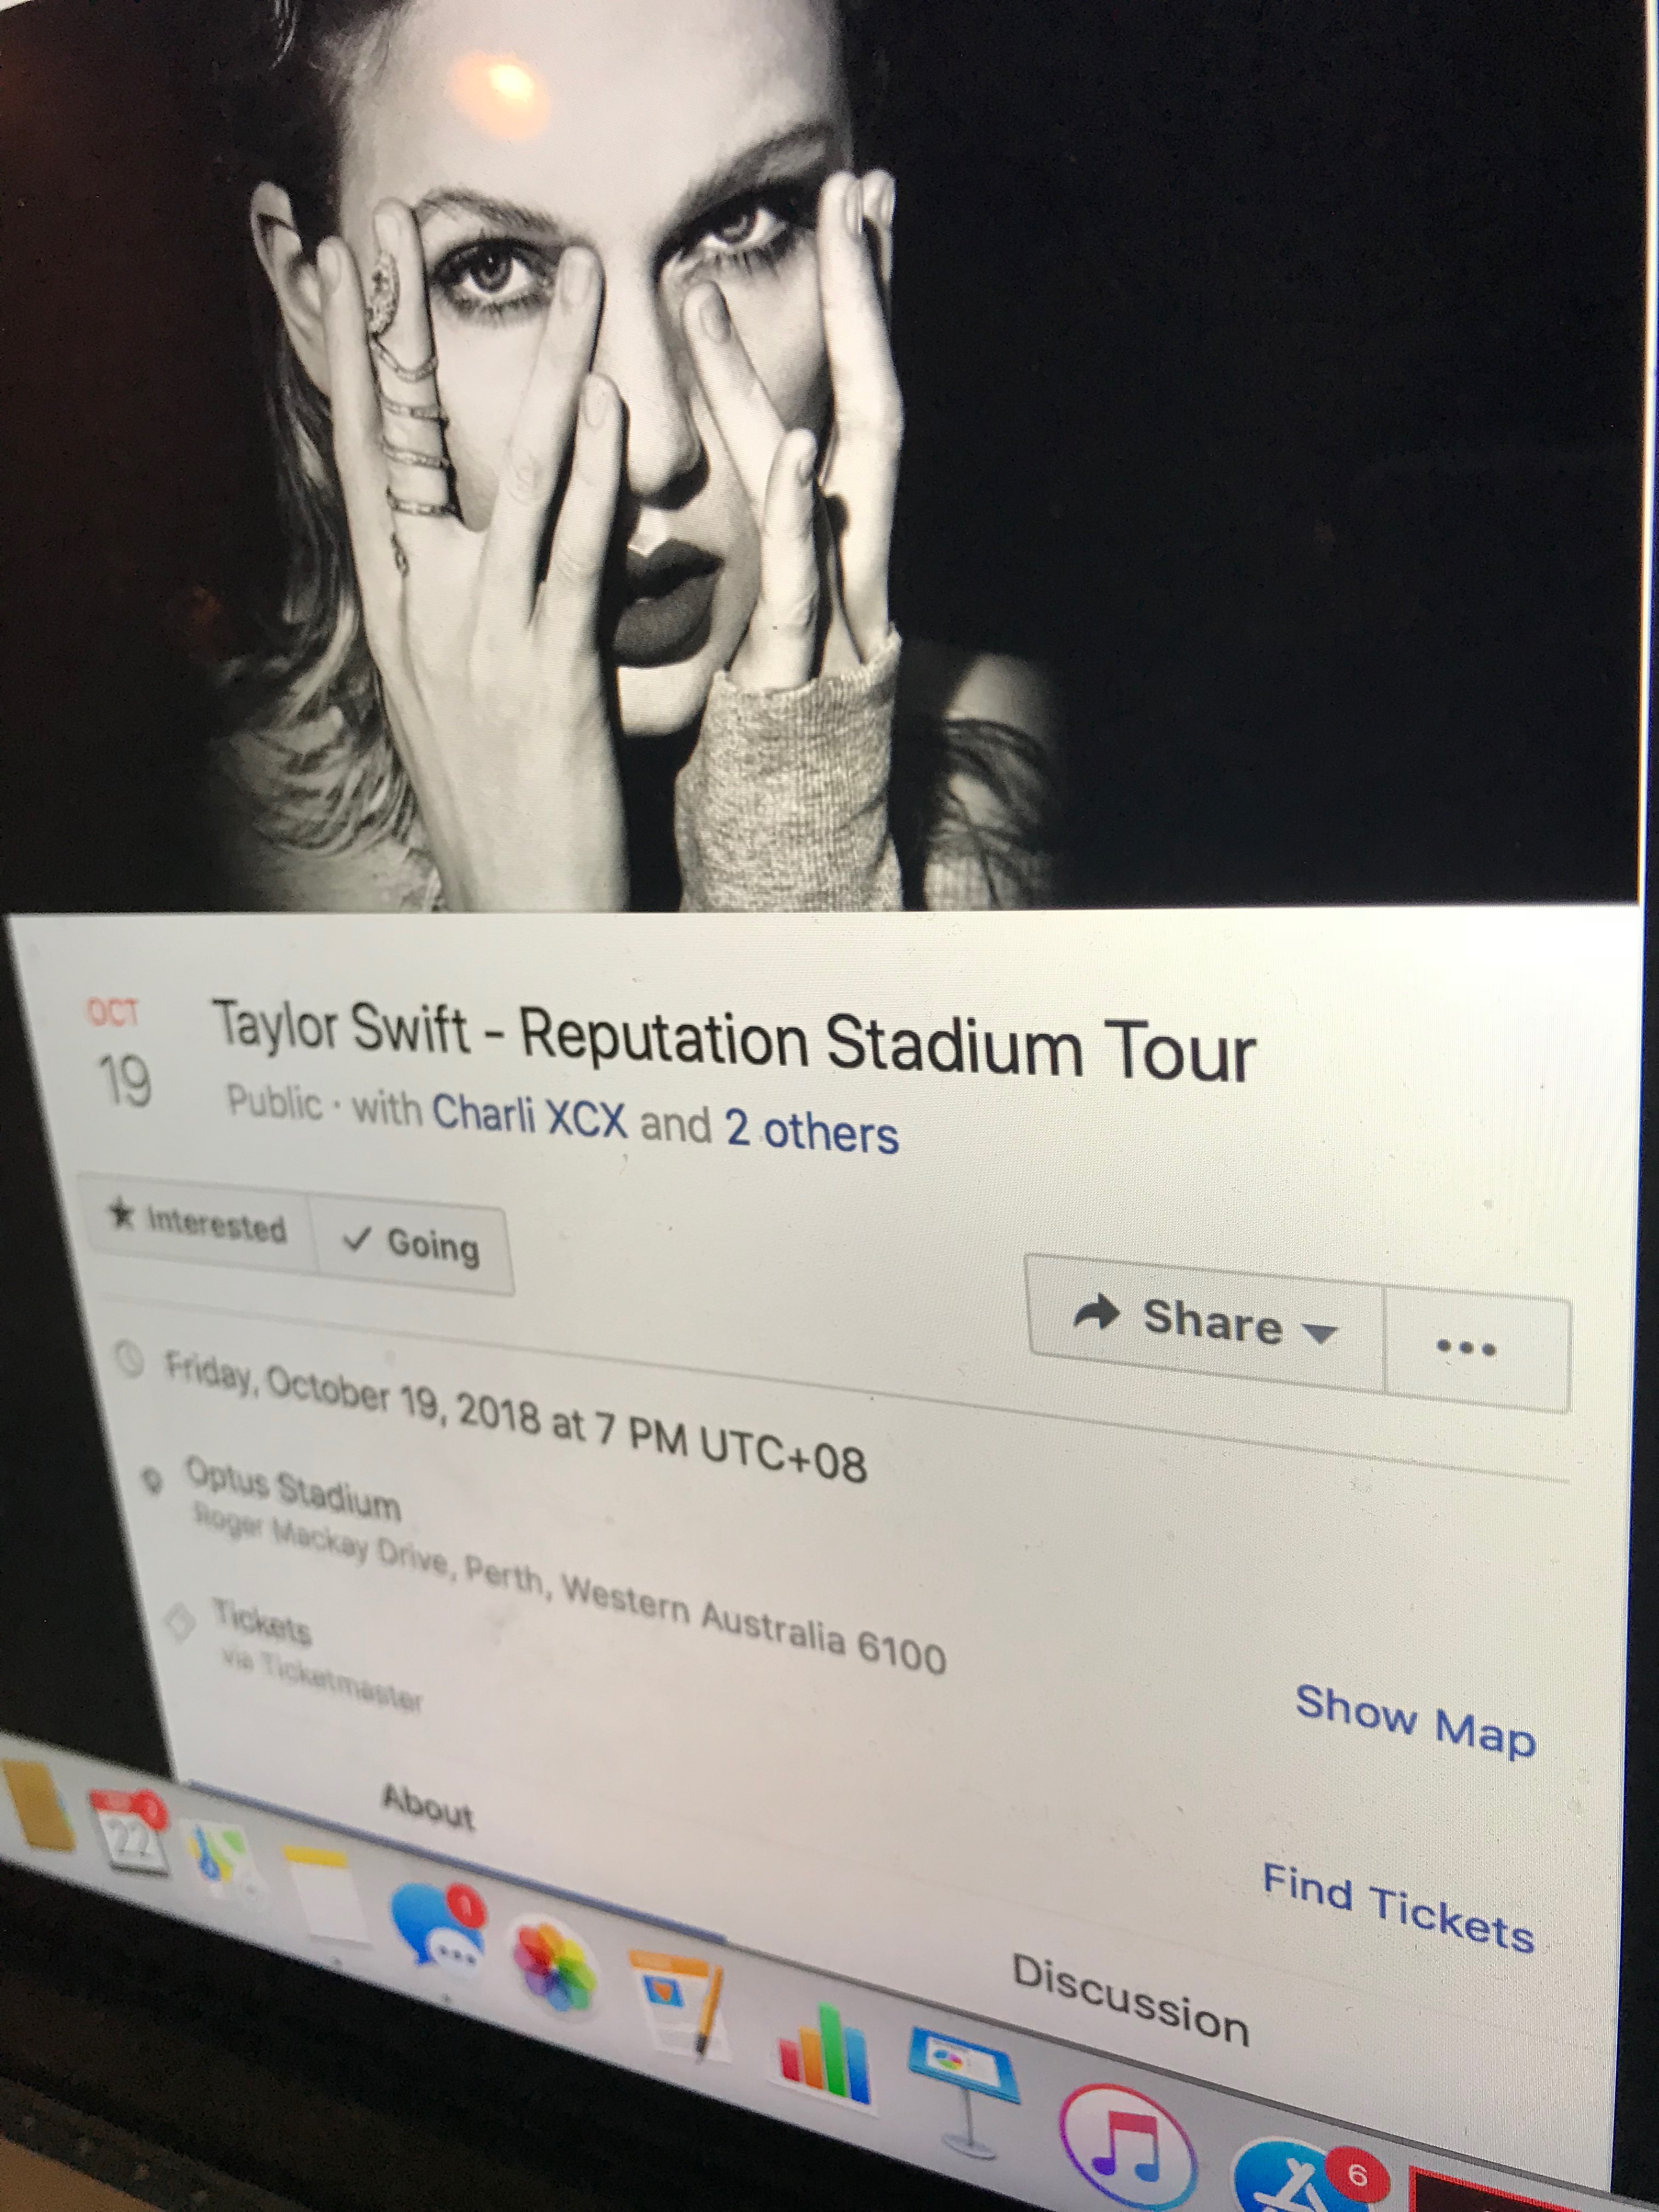 OCT
19
Taylor Swift - Reputation Stadium Tour
Public · with Charli XCX and 2 others
★ Interested
✓ Going
Share
...
Friday, October 19, 2018 at 7 PM UTC+08
Optus Stadium
Roger Mackay Drive, Perth, Western Australia 6100
Show Map
Tickets
via Ticketmaster
Find Tickets
About
Discussion
22
6